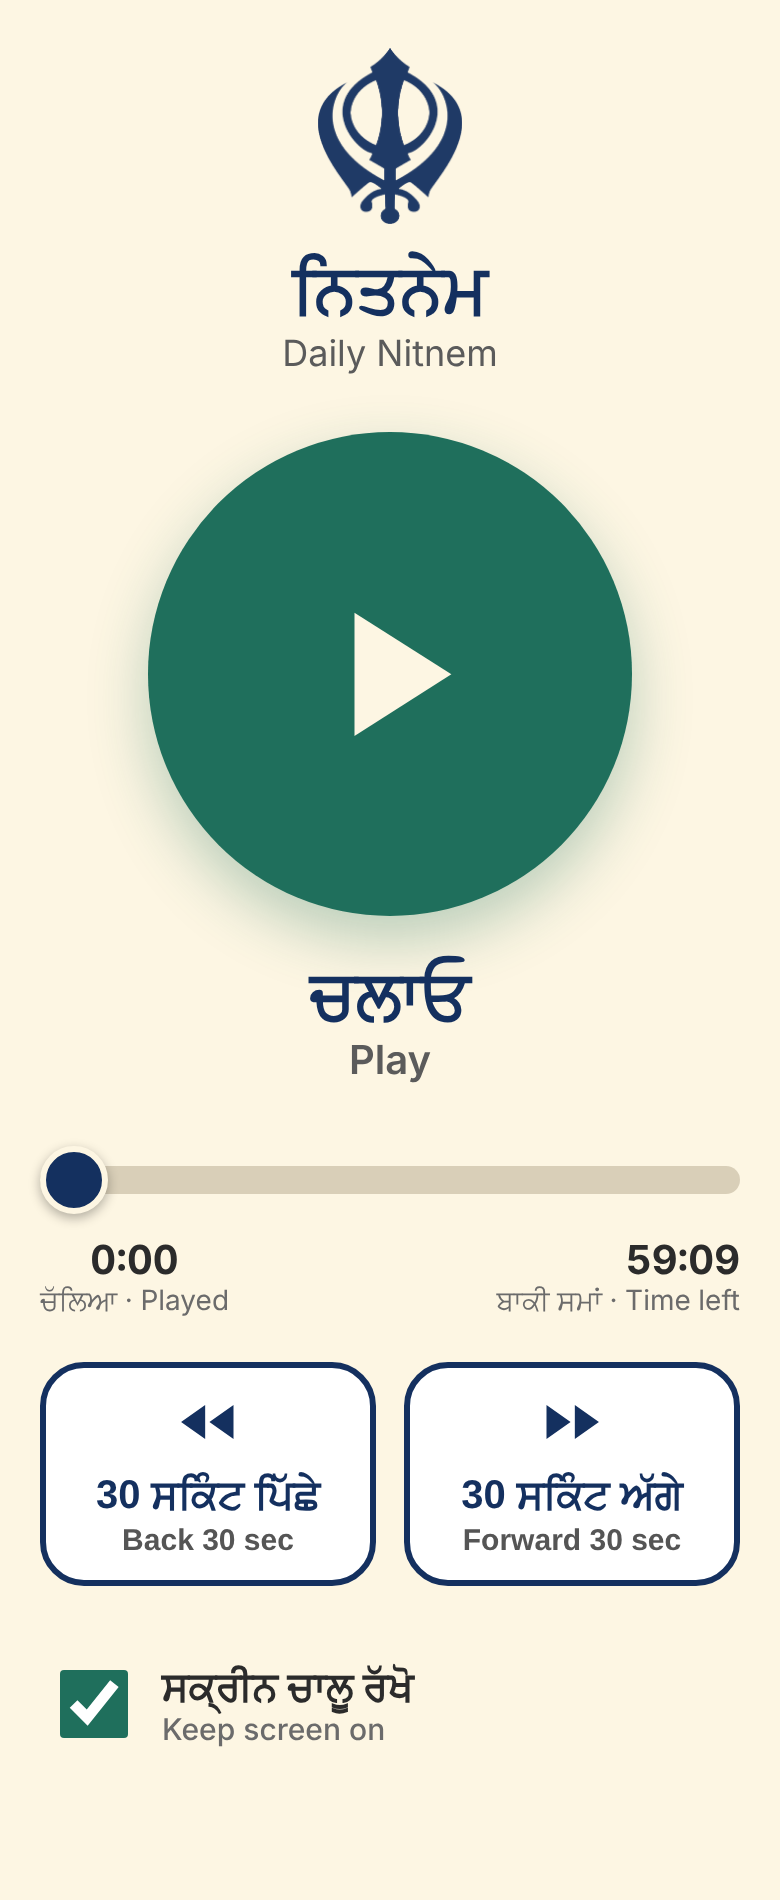 ਨਿਤਨੇਮ
Daily Nitnem
ਚਲਾਓ
Play
0:00 59:09
ਚੱਲਿਆ · Played ਬਾਕੀ ਸਮਾਂ · Time left
30 ਸਕਿੰਟ ਪਿੱਛੇ 30 ਸਕਿੰਟ ਅੱਗੇ
Back 30 sec Forward 30 sec
ਸਕ੍ਰੀਨ ਚਾਲੂ ਰੱਖੋ
Keep screen on